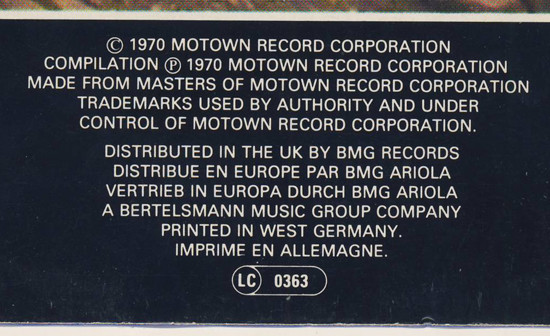 © 1970 MOTOWN RECORD CORPORATION
COMPILATION ℗ 1970 MOTOWN RECORD CORPORATION
MADE FROM MASTERS OF MOTOWN RECORD CORPORATION
TRADEMARKS USED BY AUTHORITY AND UNDER
CONTROL OF MOTOWN RECORD CORPORATION.
DISTRIBUTED IN THE UK BY BMG RECORDS
DISTRIBUE EN EUROPE PAR BMG ARIOLA
VERTRIEB IN EUROPA DURCH BMG ARIOLA
A BERTELSMANN MUSIC GROUP COMPANY
PRINTED IN WEST GERMANY.
IMPRIME EN ALLEMAGNE.
LC 0363